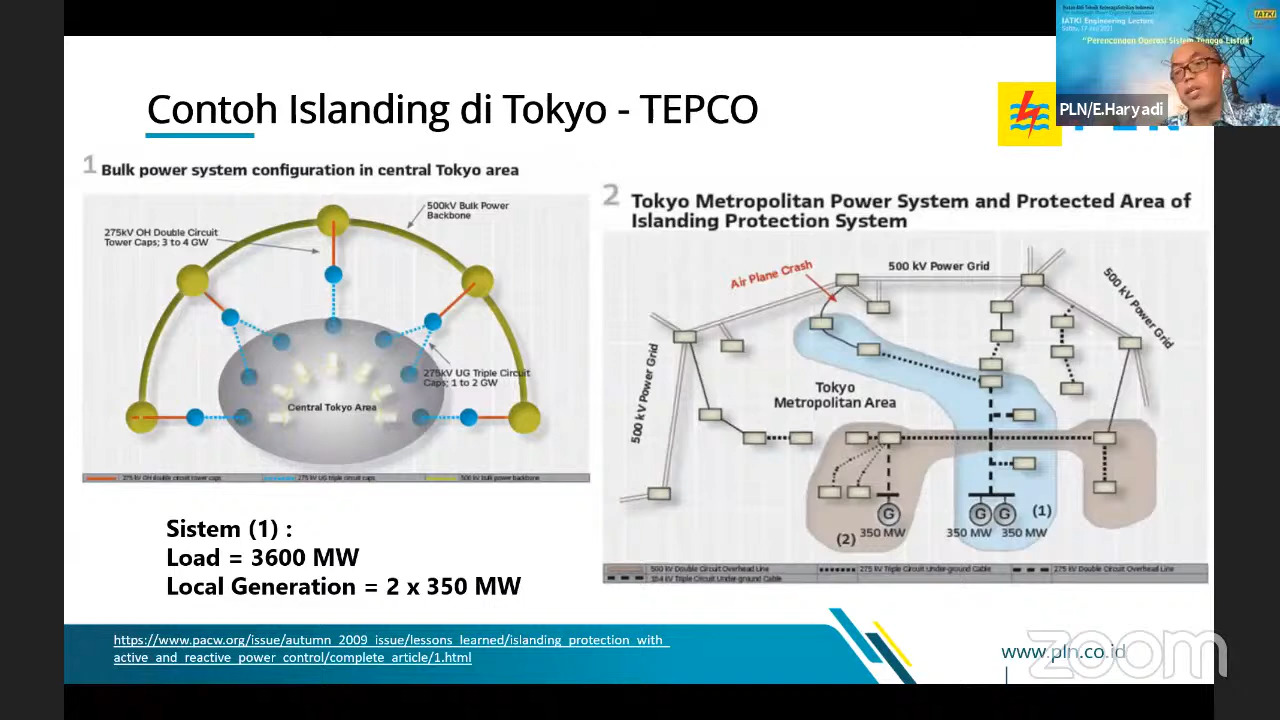 IATKI
IATKI Engineering Lecture
"Perencanaan Operasi Sistem Tenaga Listrik"
PLN/E.Haryadi
Contoh Islanding di Tokyo - TEPCO
1 Bulk power system configuration in central Tokyo area
500kV Bulk Power
Backbone
275kV OH Double Circuit
Tower Caps; 3 to 4 GW
275kV UG Triple Circuit
Caps; 1 to 2 GW
Central Tokyo Area
275 kV OH double circuit tower caps
275 kV UG triple circuit caps
500 kV bulk power backbone
2 Tokyo Metropolitan Power System and Protected Area of
Islanding Protection System
Air Plane Crash
500 kV Power Grid
500 kV Power Grid
500 kV Power Grid
Tokyo
Metropolitan Area
G
G G
(1)
(2) 350 MW
350 MW 350 MW
500 kV Double Circuit Overhead Line
275 kV Triple Circuit Under-ground Cable
275 kV Double Circuit Overhead Line
154 kV Triple Circuit Under-ground Cable
Sistem (1) :
Load = 3600 MW
Local Generation = 2 x 350 MW
https://www.pacw.org/issue/autumn_2009_issue/lessons_learned/islanding_protection_with_
active_and_reactive_power_control/complete_article/1.html
www.pln.co.id
zoom